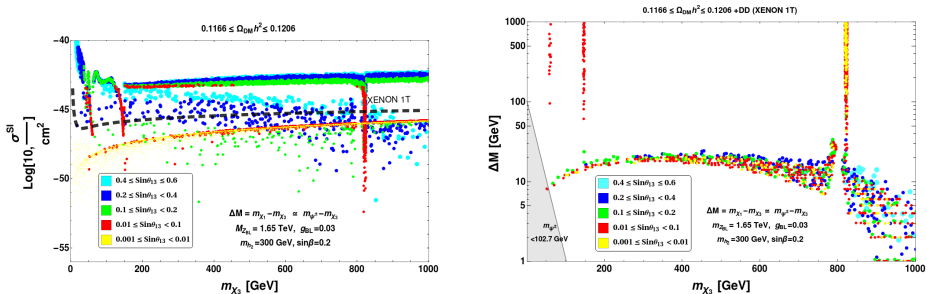 0.1166 ≤ Ω_DM h² ≤ 0.1206
Log[10, σ^SI/cm²]
-40
-45
-50
-55
XENON 1T
0.4 ≤ Sinθ₁₃ ≤ 0.6
0.2 ≤ Sinθ₁₃ < 0.4
0.1 ≤ Sinθ₁₃ < 0.2
0.01 ≤ Sinθ₁₃ < 0.1
0.001 ≤ Sinθ₁₃ < 0.01
ΔM = m_χ₁−m_χ₃ = m_ψ±−m_χ₃
M_Z_BL = 1.65 TeV, g_BL=0.03
m_h₂=300 GeV, sinβ=0.2
0 200 400 600 800 1000
m_χ₃ [GeV]
0.1166 ≤ Ω_DM h² ≤ 0.1206 +DD (XENON 1T)
ΔM [GeV]
1000
500
100
50
10
5
1
m_ψ±
<102.7 GeV
0.4 ≤ Sinθ₁₃ ≤ 0.6
0.2 ≤ Sinθ₁₃ < 0.4
0.1 ≤ Sinθ₁₃ < 0.2
0.01 ≤ Sinθ₁₃ < 0.1
0.001 ≤ Sinθ₁₃ < 0.01
ΔM = m_χ₁−m_χ₃ = m_ψ±−m_χ₃
M_Z_BL = 1.65 TeV, g_BL=0.03
m_h₂=300 GeV, sinβ=0.2
200 400 600 800 1000
m_χ₃ [GeV]